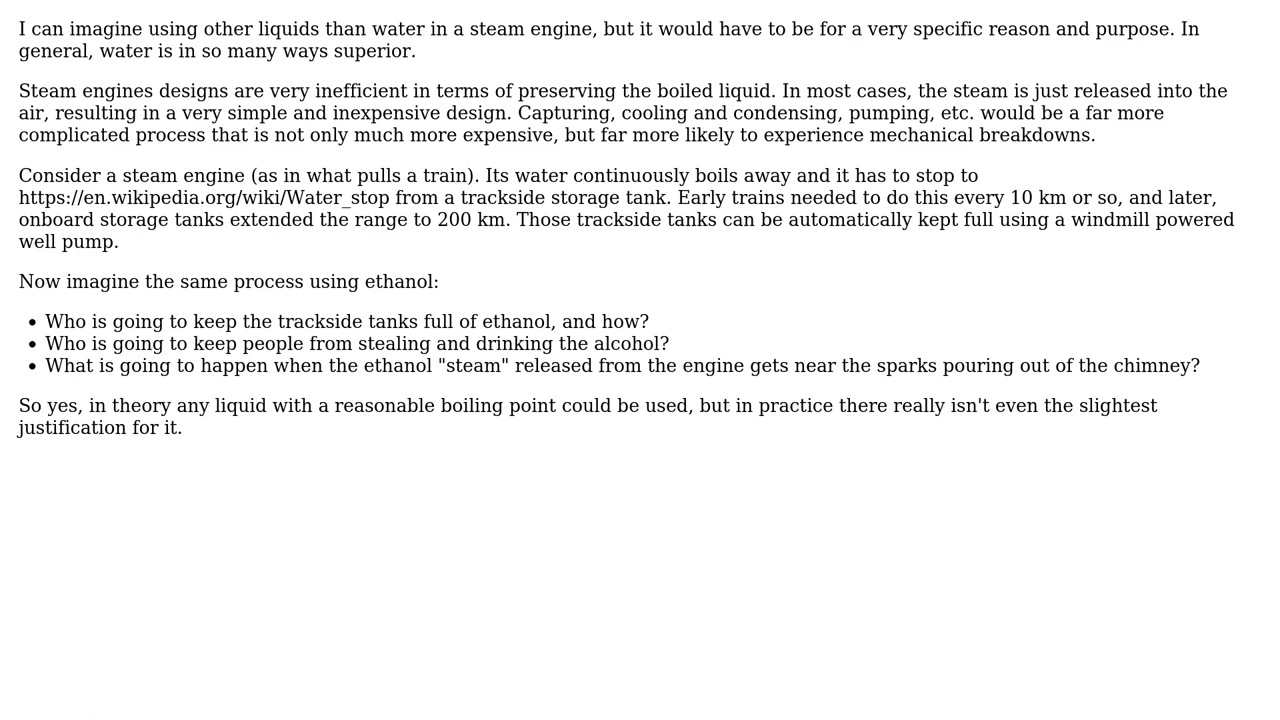 I can imagine using other liquids than water in a steam engine, but it would have to be for a very specific reason and purpose. In
general, water is in so many ways superior.
Steam engines designs are very inefficient in terms of preserving the boiled liquid. In most cases, the steam is just released into the
air, resulting in a very simple and inexpensive design. Capturing, cooling and condensing, pumping, etc. would be a far more
complicated process that is not only much more expensive, but far more likely to experience mechanical breakdowns.
Consider a steam engine (as in what pulls a train). Its water continuously boils away and it has to stop to
https://en.wikipedia.org/wiki/Water_stop from a trackside storage tank. Early trains needed to do this every 10 km or so, and later,
onboard storage tanks extended the range to 200 km. Those trackside tanks can be automatically kept full using a windmill powered
well pump.
Now imagine the same process using ethanol:
• Who is going to keep the trackside tanks full of ethanol, and how?
• Who is going to keep people from stealing and drinking the alcohol?
• What is going to happen when the ethanol "steam" released from the engine gets near the sparks pouring out of the chimney?
So yes, in theory any liquid with a reasonable boiling point could be used, but in practice there really isn't even the slightest
justification for it.